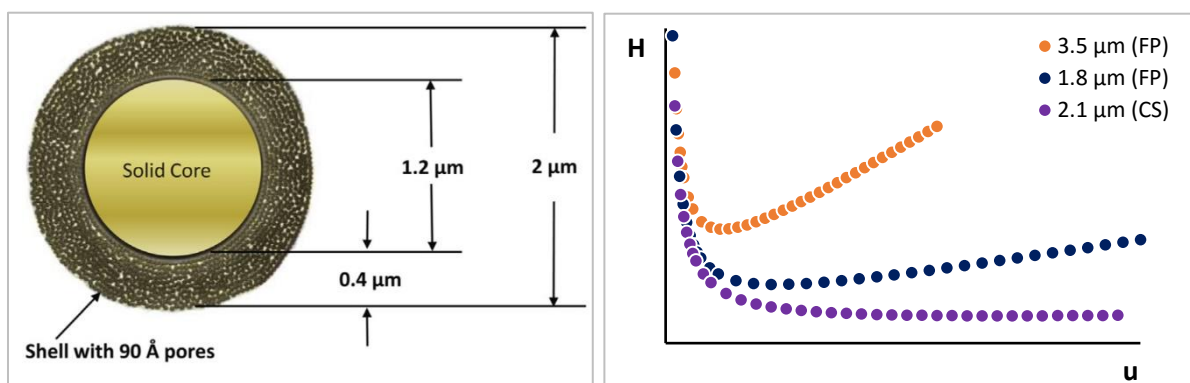 Solid Core
1.2 µm
2 µm
0.4 µm
Shell with 90 Å pores
H
3.5 µm (FP)
1.8 µm (FP)
2.1 µm (CS)
u